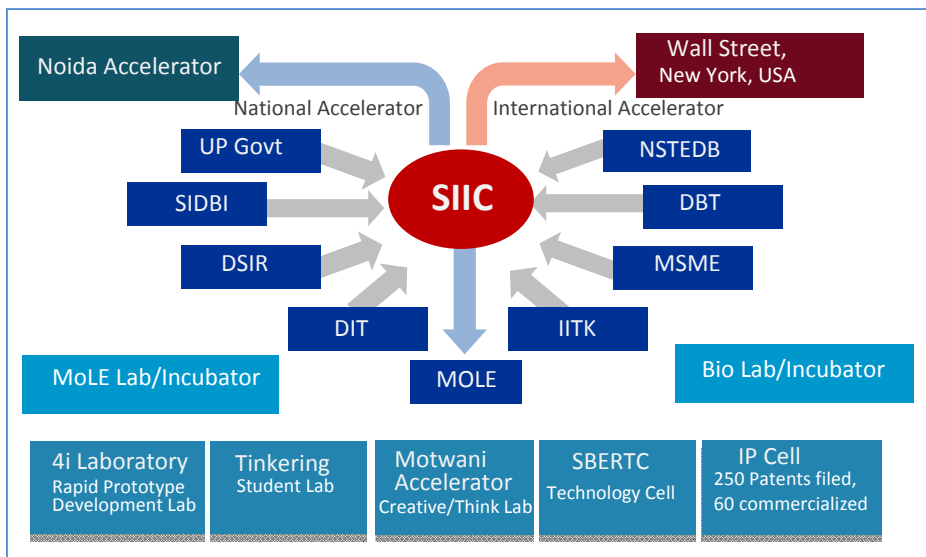 Noida Accelerator
Wall Street,
New York, USA
National Accelerator
International Accelerator
UP Govt
NSTEDB
SIIC
SIDBI
DBT
DSIR
MSME
DIT
IITK
MoLE Lab/Incubator
MOLE
Bio Lab/Incubator
4i Laboratory
Rapid Prototype
Development Lab
Tinkering
Student Lab
Motwani
Accelerator
Creative/Think Lab
SBERTC
Technology Cell
IP Cell
250 Patents filed,
60 commercialized